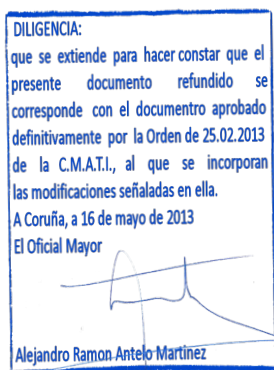 DILIGENCIA:
que se extiende para hacer constar que el
presente documento refundido se
corresponde con el documentro aprobado
definitivamente por la Orden de 25.02.2013
de la C.M.A.T.I., al que se incorporan
las modificaciones señaladas en ella.
A Coruña, a 16 de mayo de 2013
El Oficial Mayor
Alejandro Ramon Antelo Martinez